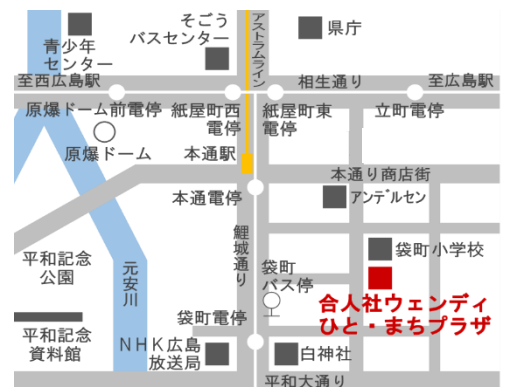 そごう
バスセンター
アストラムライン
県庁
青少年
センター
至西広島駅
相生通り
至広島駅
原爆ドーム前電停
紙屋町西
電停
紙屋町東
電停
立町電停
原爆ドーム
本通駅
本通り商店街
本通電停
アンデルセン
鯉城通り
袋町小学校
平和記念
公園
元安川
袋町
バス停
合人社ウェンディ
ひと・まちプラザ
袋町電停
平和記念
資料館
NHK広島
放送局
白神社
平和大通り